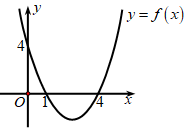 y
y = f(x)
4
O 1 4 x